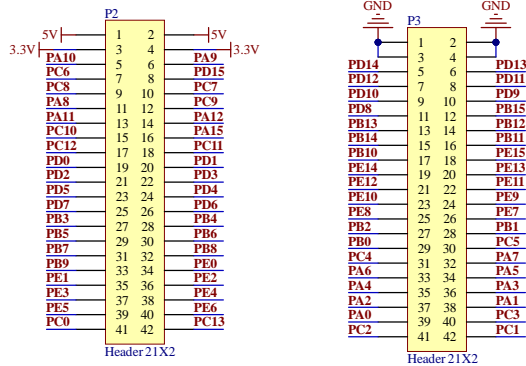 P2
5V 1 2 5V
3.3V 3 4 3.3V
PA10 5 6 PA9
PC6 7 8 PD15
PC8 9 10 PC7
PA8 11 12 PC9
PA11 13 14 PA12
PC10 15 16 PA15
PC12 17 18 PC11
PD0 19 20 PD1
PD2 21 22 PD3
PD5 23 24 PD4
PD7 25 26 PD6
PB3 27 28 PB4
PB5 29 30 PB6
PB7 31 32 PB8
PB9 33 34 PE0
PE1 35 36 PE2
PE3 37 38 PE4
PE5 39 40 PE6
PC0 41 42 PC13
Header 21X2
GND GND
P3
1 2
3 4
PD14 5 6 PD13
PD12 7 8 PD11
PD10 9 10 PD9
PD8 11 12 PB15
PB13 13 14 PB12
PB14 15 16 PB11
PB10 17 18 PE15
PE14 19 20 PE13
PE12 21 22 PE11
PE10 23 24 PE9
PE8 25 26 PE7
PB2 27 28 PB1
PB0 29 30 PC5
PC4 31 32 PA7
PA6 33 34 PA5
PA4 35 36 PA3
PA2 37 38 PA1
PA0 39 40 PC3
PC2 41 42 PC1
Header 21X2